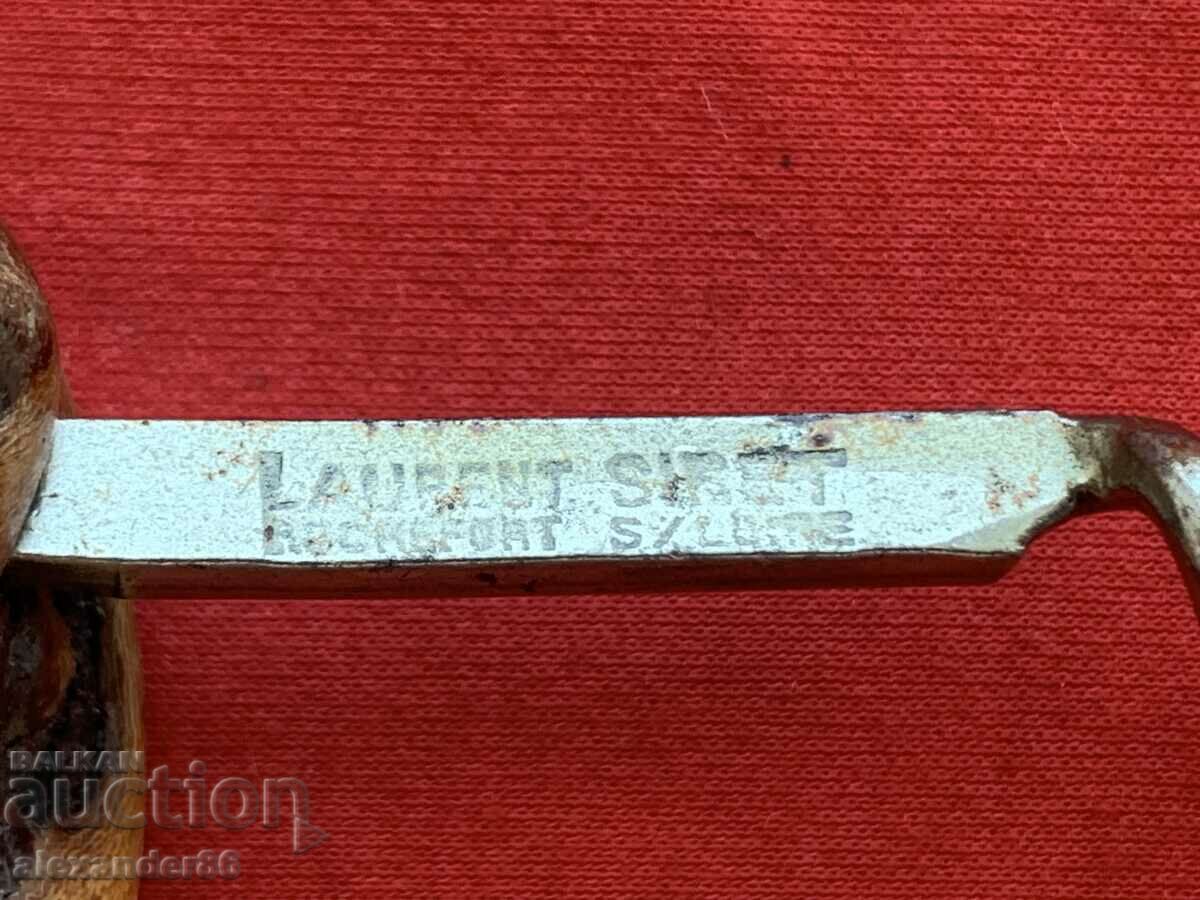 LAURENT SIRET
ROCHEFORT S/LOIRE
BALKAN
auction
alexander86